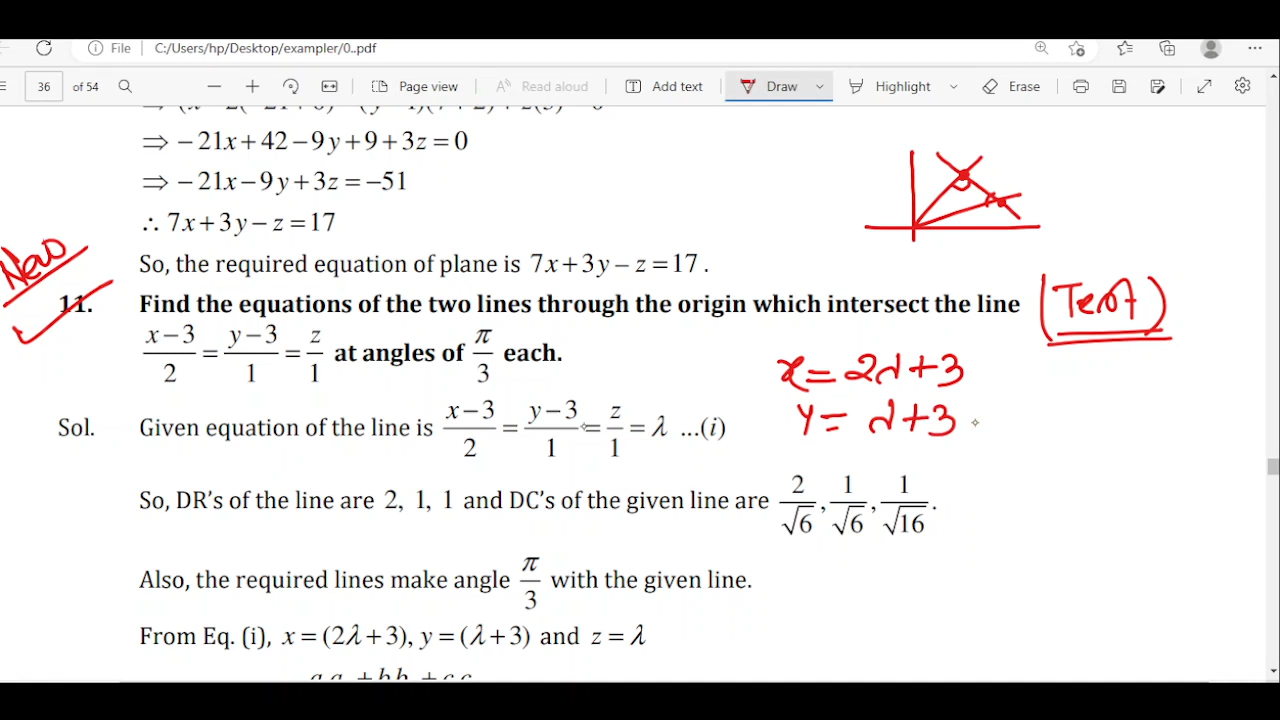 File C:/Users/hp/Desktop/exampler/0..pdf
36 of 54 Page view Read aloud Add text Draw Highlight Erase
⇒ −21x+42−9y+9+3z=0
⇒ −21x−9y+3z=−51
∴ 7x+3y−z=17
So, the required equation of plane is 7x+3y−z=17.
New
11. Find the equations of the two lines through the origin which intersect the line
(x−3)/2 = (y−3)/1 = z/1 at angles of π/3 each.
(Test)
x=2λ+3
y=λ+3
Sol. Given equation of the line is (x−3)/2 = (y−3)/1 = z/1 = λ ...(i)
So, DR's of the line are 2, 1, 1 and DC's of the given line are 2/√6, 1/√6, 1/√16.
Also, the required lines make angle π/3 with the given line.
From Eq. (i), x=(2λ+3), y=(λ+3) and z=λ